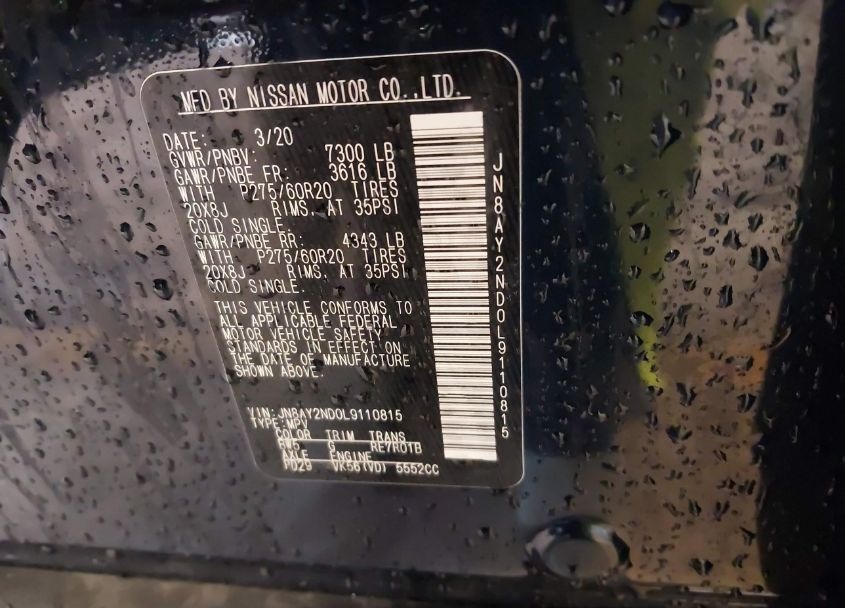 MFD BY NISSAN MOTOR CO.,LTD.
DATE: 3/20
GVWR/PNBV: 7300 LB
GAWR/PNBE FR: 3616 LB
WITH P275/60R20 TIRES
20X8J RIMS. AT 35PSI
COLD SINGLE.
GAWR/PNBE RR: 4343 LB
WITH P275/60R20 TIRES
20X8J RIMS. AT 35PSI
COLD SINGLE.
THIS VEHICLE CONFORMS TO
ALL APPLICABLE FEDERAL
MOTOR VEHICLE SAFETY
STANDARDS IN EFFECT ON
THE DATE OF MANUFACTURE
SHOWN ABOVE.
VIN:JN8AY2ND0L9110815
TYPE:MPV
COLOR TRIM TRANS
G RE7R01B
AXLE ENGINE
PD29 VK56(VD) 5552CC
JN8AY2ND0L9110815